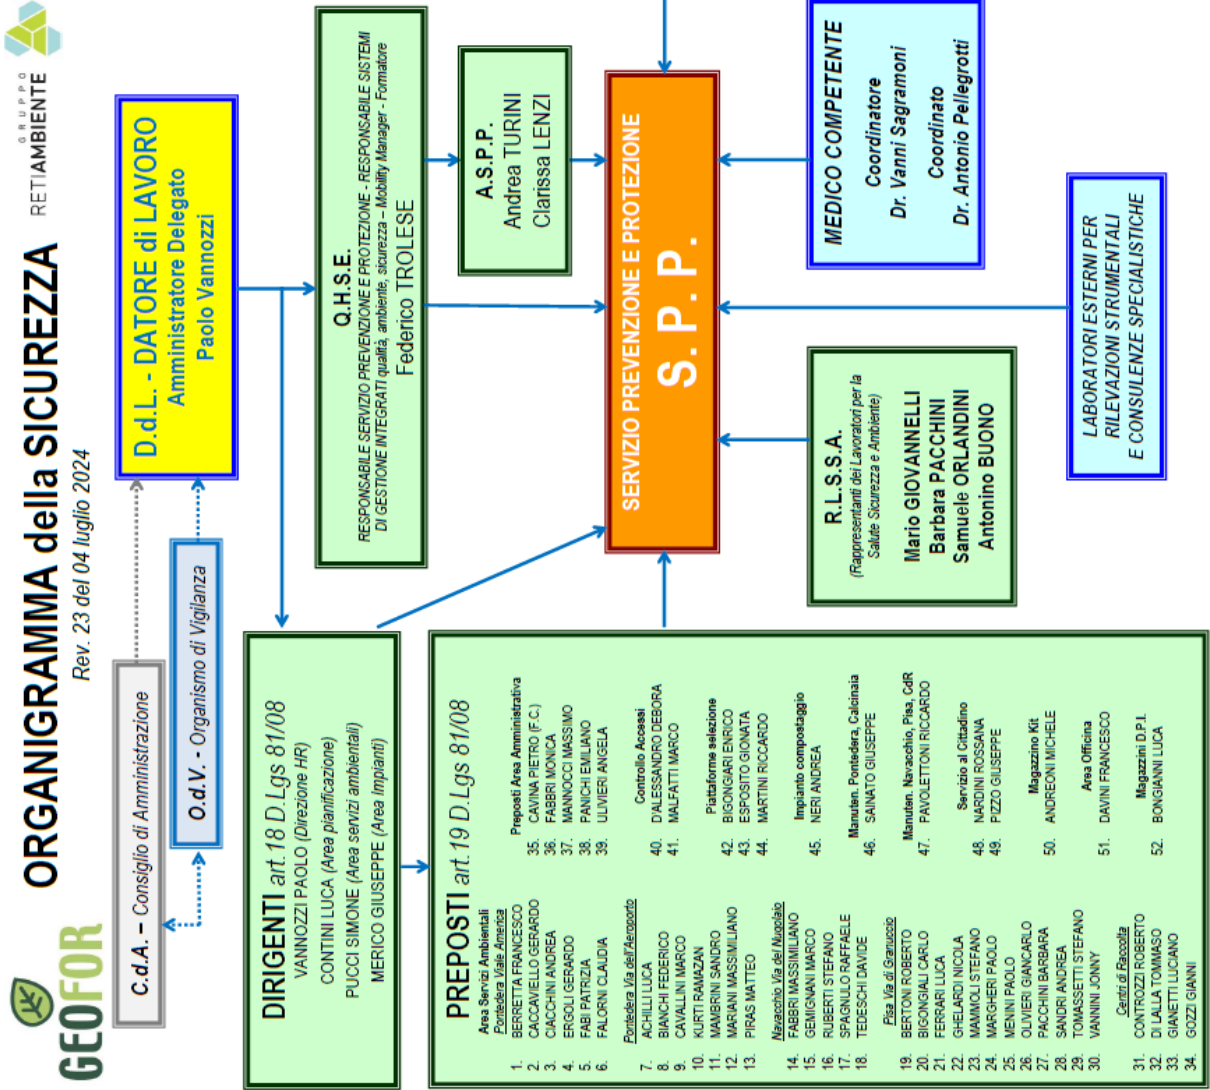 GEOFOR
ORGANIGRAMMA della SICUREZZA
Rev. 23 del 04 luglio 2024
GRUPPO
RETIAMBIENTE
C.d.A. – Consiglio di Amministrazione
O.d.V. - Organismo di Vigilanza
D.d.L. - DATORE di LAVORO
Amministratore Delegato
Paolo Vannozzi
DIRIGENTI art.18 D.Lgs 81/08
VANNOZZI PAOLO (Direzione HR)
CONTINI LUCA (Area pianificazione)
PUCCI SIMONE (Area servizi ambientali)
MERICO GIUSEPPE (Area Impianti)
Q.H.S.E.
RESPONSABILE SERVIZIO PREVENZIONE E PROTEZIONE - RESPONSABILE SISTEMI
DI GESTIONE INTEGRATI qualità, ambiente, sicurezza – Mobility Manager - Formatore
Federico TROLESE
A.S.P.P.
Andrea TURINI
Clarissa LENZI
PREPOSTI art.19 D.Lgs 81/08
Area Servizi Ambientali
Pontedera Viale America
1. BERRETTA FRANCESCO
2. CACCAVIELLO GERARDO
3. CIACCHINI ANDREA
4. ERGOLI GERARDO
5. FABI PATRIZIA
6. FALORNI CLAUDIA
Pontedera Via dell'Aeroporto
7. ACHILLI LUCA
8. BIANCHI FEDERICO
9. CAVALLINI MARCO
10. KURTI RAMAZAN
11. MAMBRINI SANDRO
12. MARIANI MASSIMILIANO
13. PIRAS MATTEO
Navacchio Via del Nugolaio
14. FABBRI MASSIMILIANO
15. GEMIGNANI MARCO
16. RUBERTI STEFANO
17. SPAGNULO RAFFAELE
18. TEDESCHI DAVIDE
Pisa Via di Granuccio
19. BERTONI ROBERTO
20. BIGONGIALI CARLO
21. FERRARI LUCA
22. GHELARDI NICOLA
23. MAMMOLI STEFANO
24. MARGHERI PAOLO
25. MENINI PAOLO
26. OLIVIERI GIANCARLO
27. PACCHINI BARBARA
28. SANDRI ANDREA
29. TOMASSETTI STEFANO
30. VANNINI JONNY
Centri di Raccolta
31. CONTROZZI ROBERTO
32. DI LALLA TOMMASO
33. GIANETTI LUCIANO
34. GOZZI GIANNI
Preposti Area Amministrativa
35. CAVINA PIETRO (F.C.)
36. FABBRI MONICA
37. MANNOCCI MASSIMO
38. PANICHI EMILIANO
39. ULIVIERI ANGELA
Controllo Accessi
40. D'ALESSANDRO DEBORA
41. MALFATTI MARCO
Piattaforme selezione
42. BIGONGIARI ENRICO
43. ESPOSITO GIONATA
44. MARTINI RICCARDO
Impianto compostaggio
45. NERI ANDREA
Manuten. Pontedera, Calcinaia
46. SAINATO GIUSEPPE
Manuten. Navacchio, Pisa, CdR
47. PAVOLETTONI RICCARDO
Servizio al Cittadino
48. NARDINI ROSSANA
49. PIZZO GIUSEPPE
Magazzino Kit
50. ANDREONI MICHELE
Area Officina
51. DAVINI FRANCESCO
Magazzini D.P.I.
52. BONGIANNI LUCA
SERVIZIO PREVENZIONE E PROTEZIONE
S. P. P.
R.L.S.S.A.
(Rappresentanti dei Lavoratori per la
Salute Sicurezza e Ambiente)
Mario GIOVANNELLI
Barbara PACCHINI
Samuele ORLANDINI
Antonino BUONO
MEDICO COMPETENTE
Coordinatore
Dr. Vanni Sagramoni
Coordinato
Dr. Antonio Pellegrotti
LABORATORI ESTERNI PER
RILEVAZIONI STRUMENTALI
E CONSULENZE SPECIALISTICHE